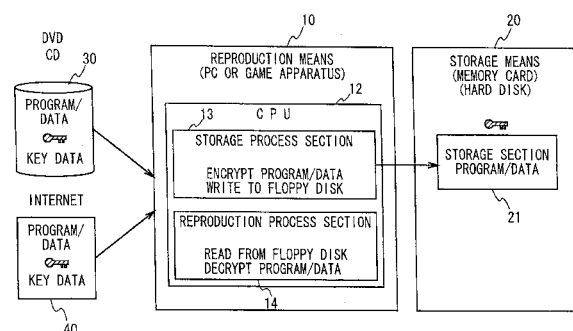 DVD
CD
30
PROGRAM/
DATA
KEY DATA
INTERNET
PROGRAM/
DATA
KEY DATA
40
10
REPRODUCTION MEANS
(PC OR GAME APPARATUS)
12
CPU
13
STORAGE PROCESS SECTION
ENCRYPT PROGRAM/DATA
WRITE TO FLOPPY DISK
REPRODUCTION PROCESS SECTION
READ FROM FLOPPY DISK
DECRYPT PROGRAM/DATA
14
20
STORAGE MEANS
(MEMORY CARD)
(HARD DISK)
STORAGE SECTION
PROGRAM/DATA
21